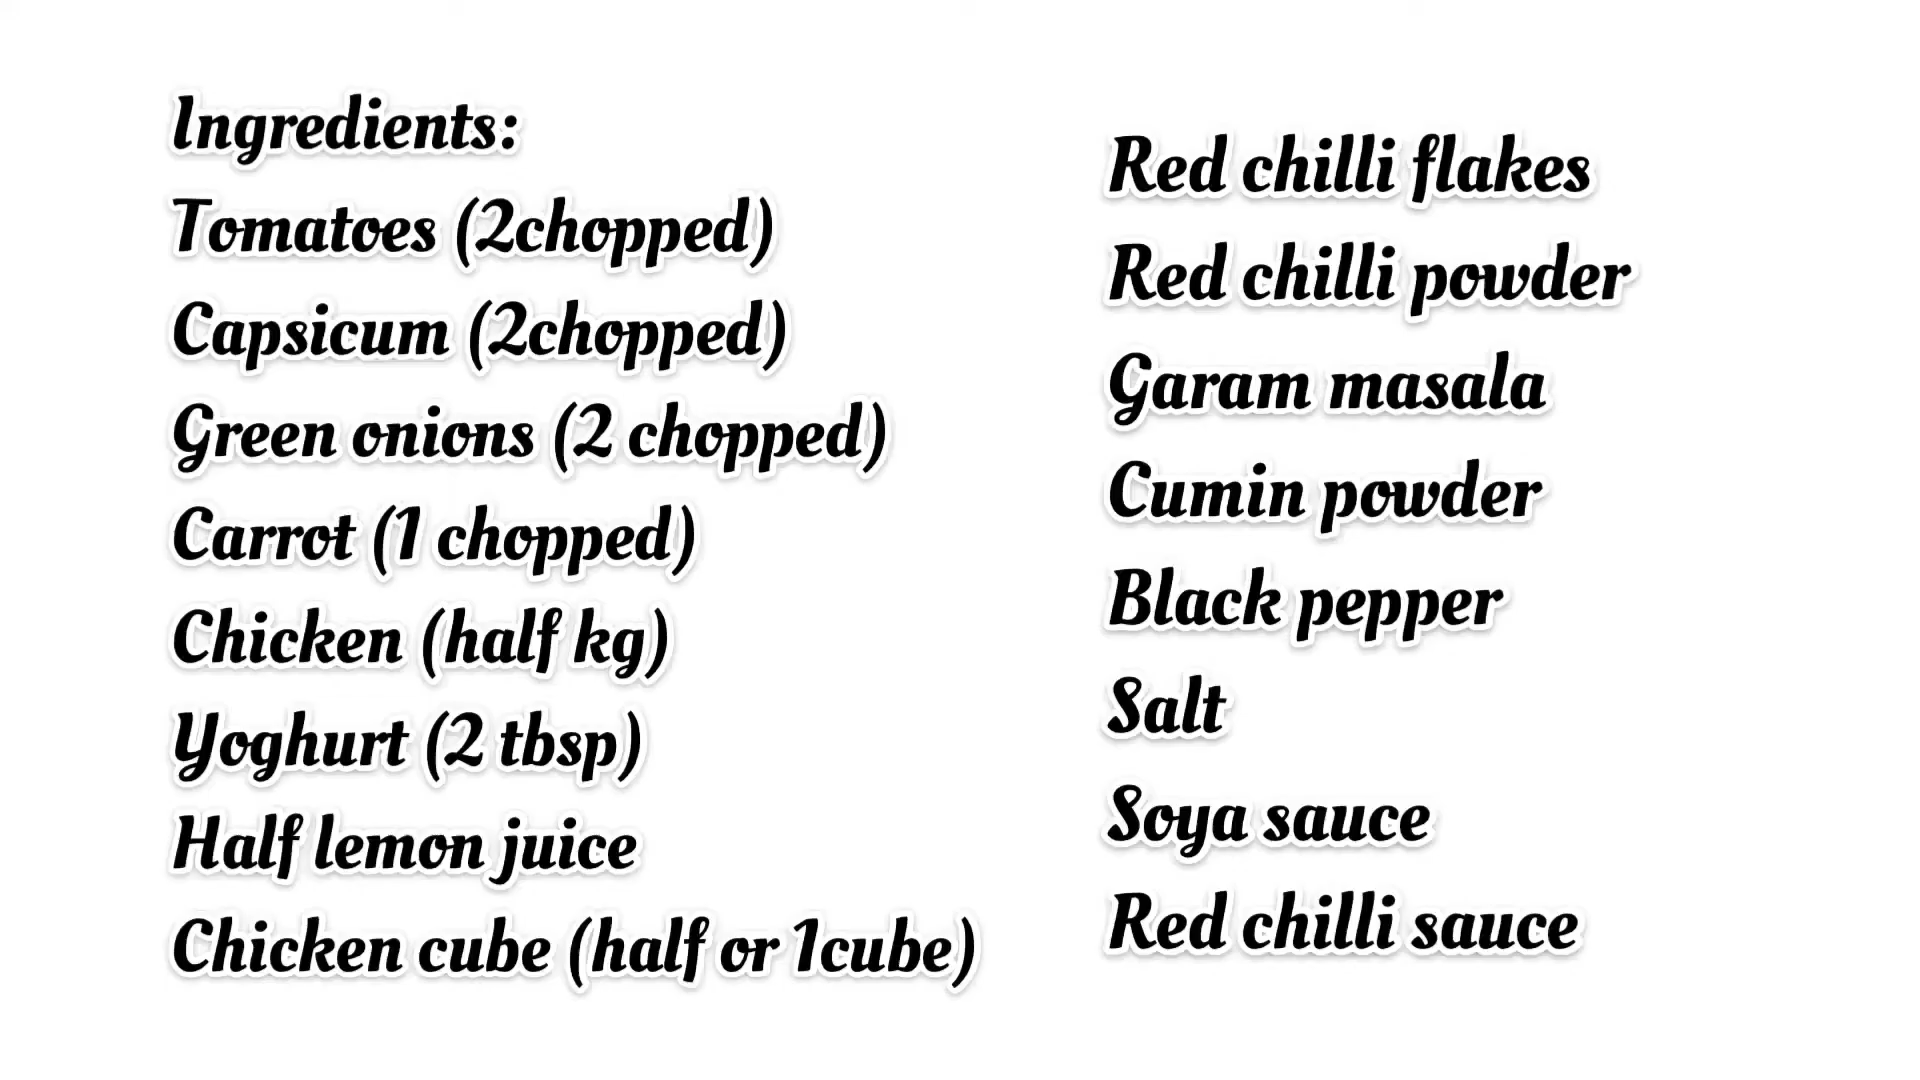 Ingredients:
Tomatoes (2chopped)
Capsicum (2chopped)
Green onions (2 chopped)
Carrot (1 chopped)
Chicken (half kg)
Yoghurt (2 tbsp)
Half lemon juice
Chicken cube (half or 1cube)
Red chilli flakes
Red chilli powder
Garam masala
Cumin powder
Black pepper
Salt
Soya sauce
Red chilli sauce